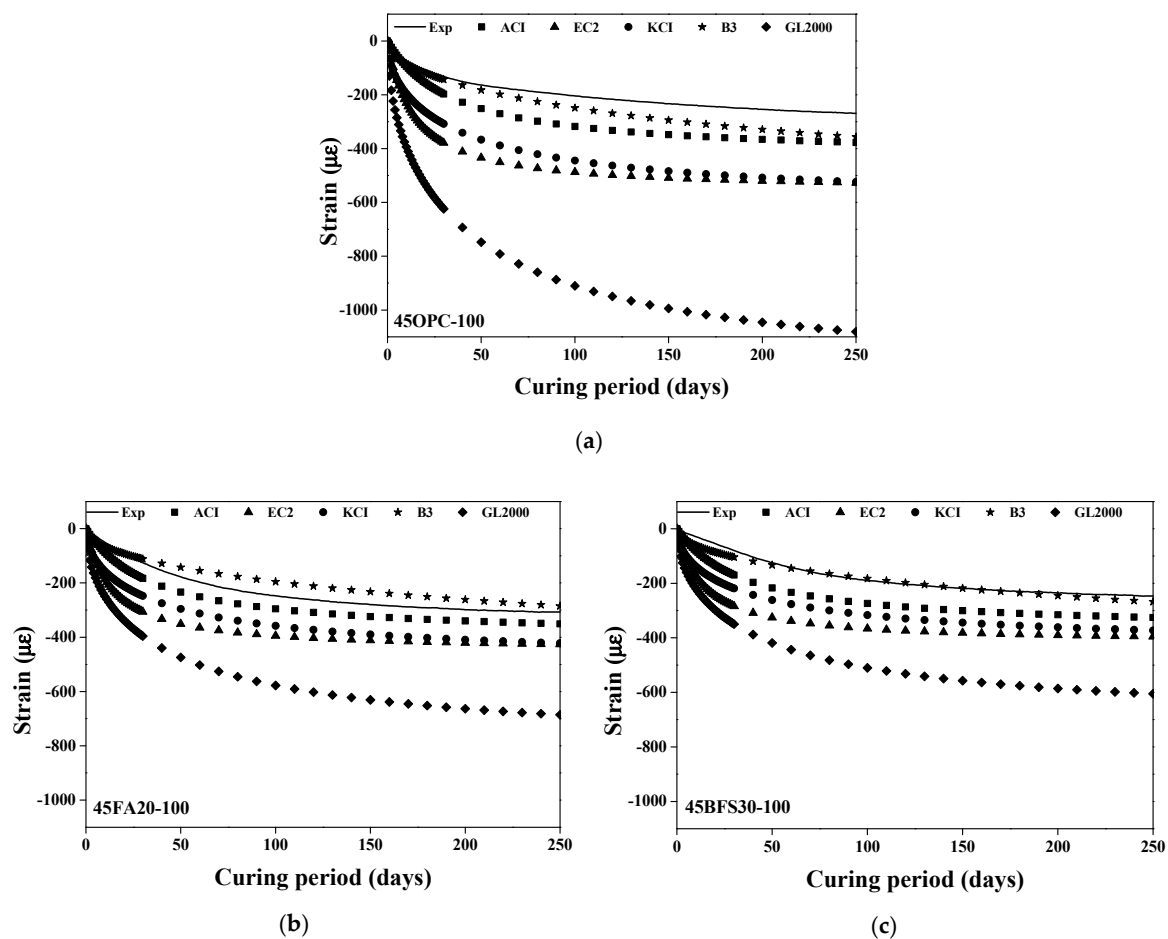 Exp ACI EC2 KCI B3 GL2000
0
-200
-400
-600
-800
-1000
Strain (με)
45OPC-100
0 50 100 150 200 250
Curing period (days)
(a)
Exp ACI EC2 KCI B3 GL2000
0
-200
-400
-600
-800
-1000
Strain (με)
45FA20-100
0 50 100 150 200 250
Curing period (days)
(b)
Exp ACI EC2 KCI B3 GL2000
0
-200
-400
-600
-800
-1000
Strain (με)
45BFS30-100
0 50 100 150 200 250
Curing period (days)
(c)